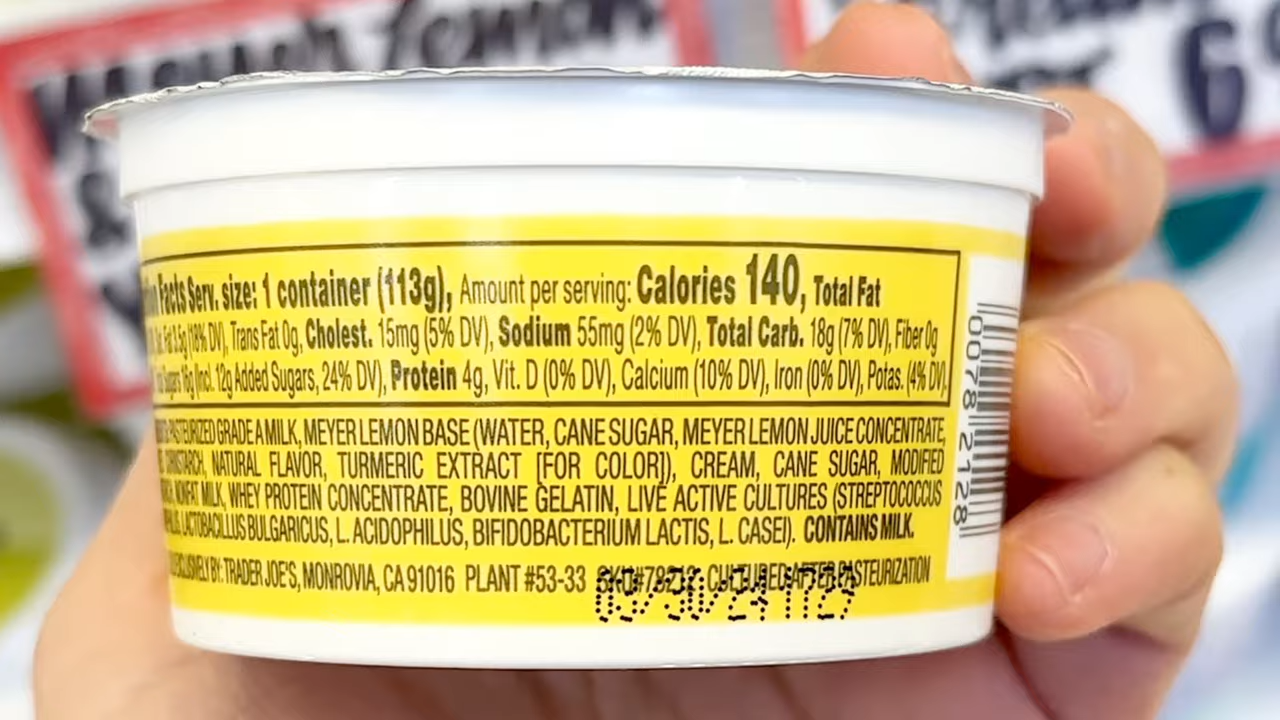 Lemon
&
6
Facts Serv. size: 1 container (113g), Amount per serving: Calories 140, Total Fat
Fat 3.5g (18% DV), Trans Fat 0g, Cholest. 15mg (5% DV), Sodium 55mg (2% DV), Total Carb. 18g (7% DV), Fiber 0g
Sugars 16g (Incl. 12g Added Sugars, 24% DV), Protein 4g, Vit. D (0% DV), Calcium (10% DV), Iron (0% DV), Potas. (4% DV)
PASTEURIZED GRADE A MILK, MEYER LEMON BASE (WATER, CANE SUGAR, MEYER LEMON JUICE CONCENTRATE,
NATURAL FLAVOR, TURMERIC EXTRACT [FOR COLOR]), CREAM, CANE SUGAR, MODIFIED
NONFAT MILK, WHEY PROTEIN CONCENTRATE, BOVINE GELATIN, LIVE ACTIVE CULTURES (STREPTOCOCCUS
LACTOBACILLUS BULGARICUS, L. ACIDOPHILUS, BIFIDOBACTERIUM LACTIS, L. CASEI). CONTAINS MILK.
BY: TRADER JOE'S, MONROVIA, CA 91016 PLANT #53-33 CULTURED AFTER PASTEURIZATION
0078 2128